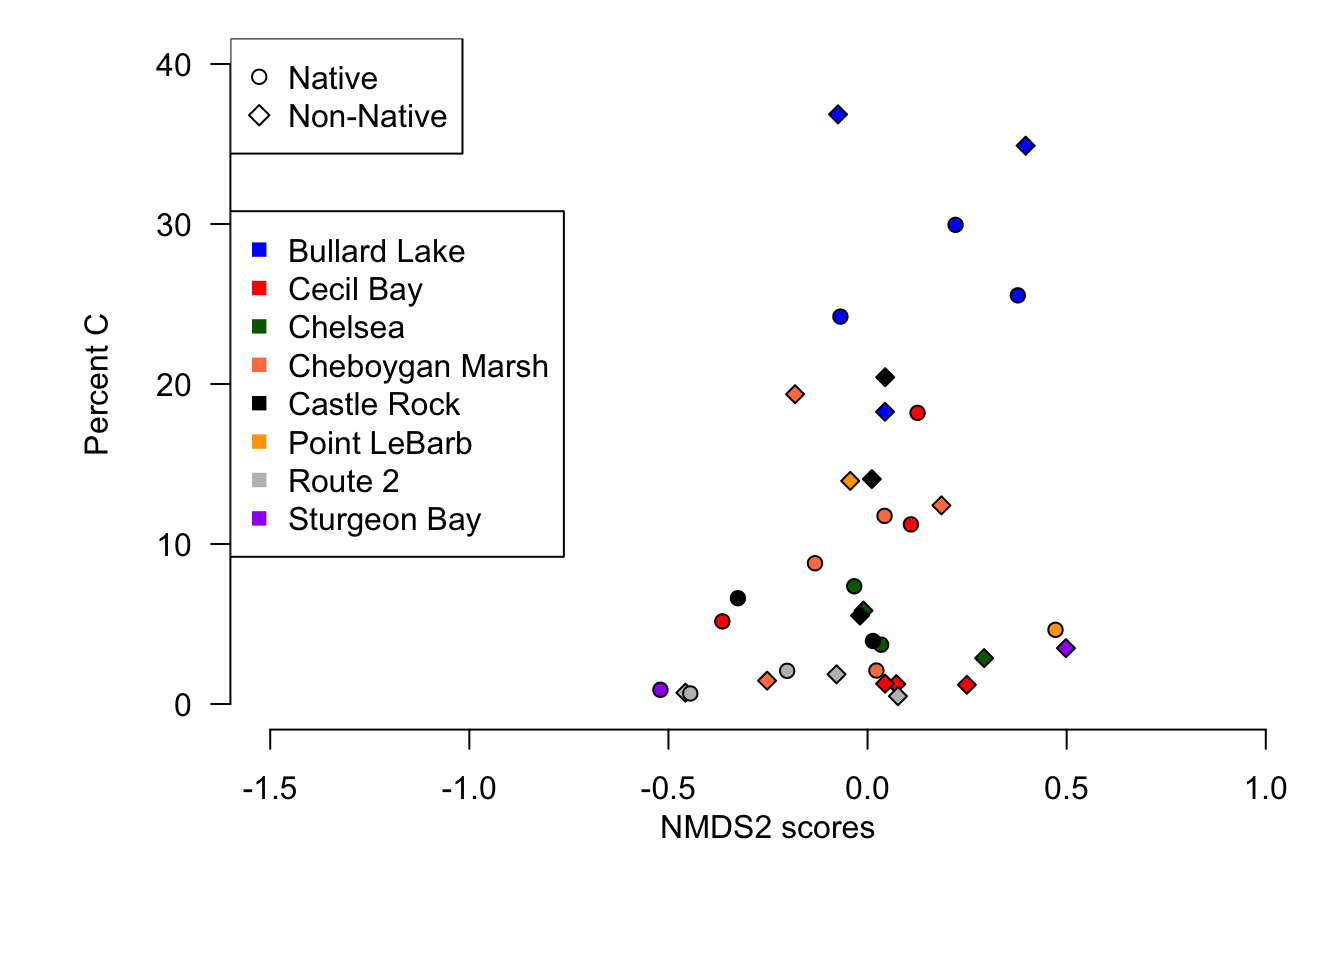 Native
Non-Native
Bullard Lake
Cecil Bay
Chelsea
Cheboygan Marsh
Castle Rock
Point LeBarb
Route 2
Sturgeon Bay
40
30
20
10
0
Percent C
-1.5 -1.0 -0.5 0.0 0.5 1.0
NMDS2 scores